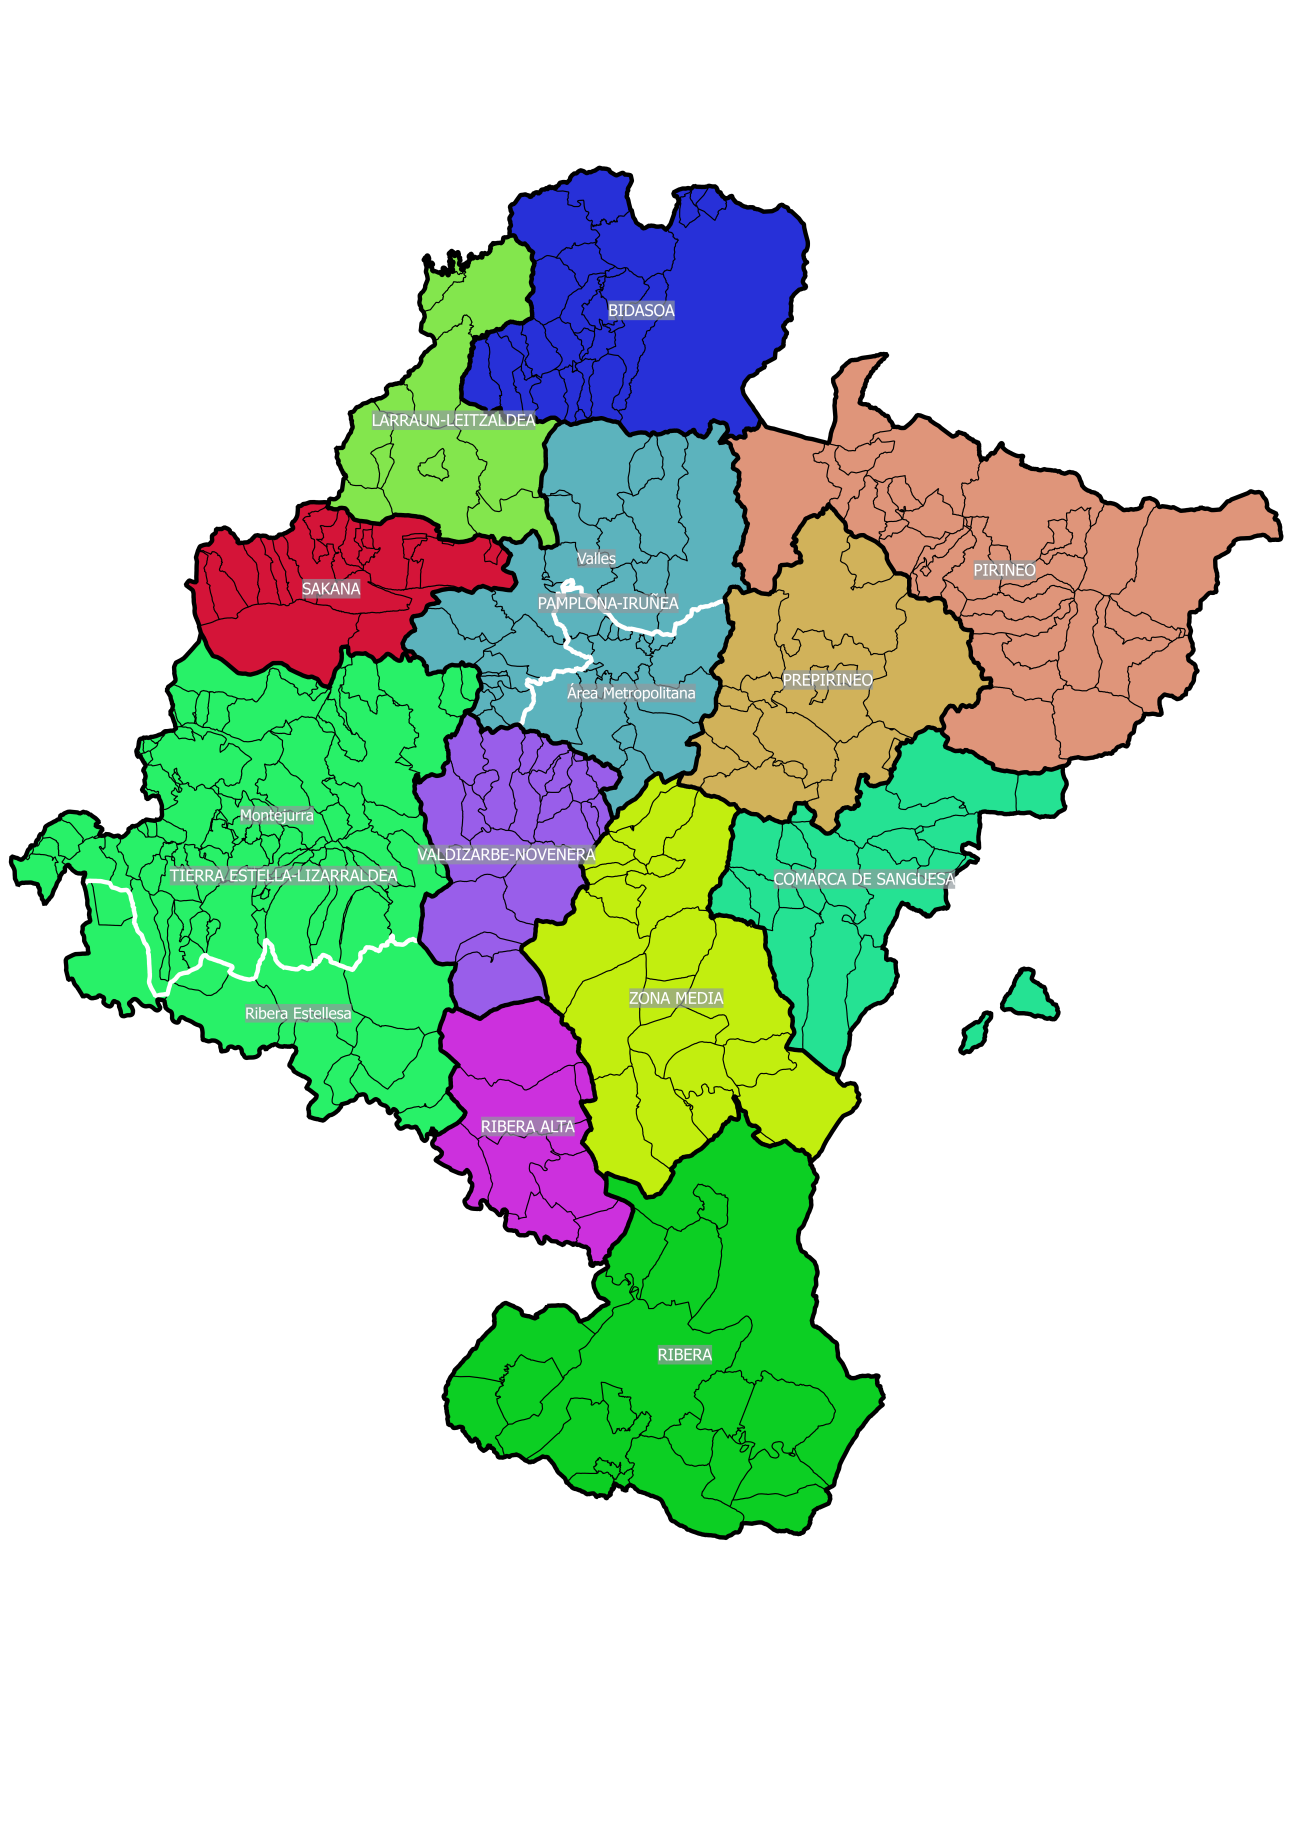 BIDASOA
LARRAUN-LEITZALDEA
Valles
PIRINEO
SAKANA
PAMPLONA-IRUÑEA
PREPIRINEO
Área Metropolitana
Montejurra
VALDIZARBE-NOVENERA
TIERRA ESTELLA-LIZARRALDEA
COMARCA DE SANGÜESA
ZONA MEDIA
Ribera Estellesa
RIBERA ALTA
RIBERA